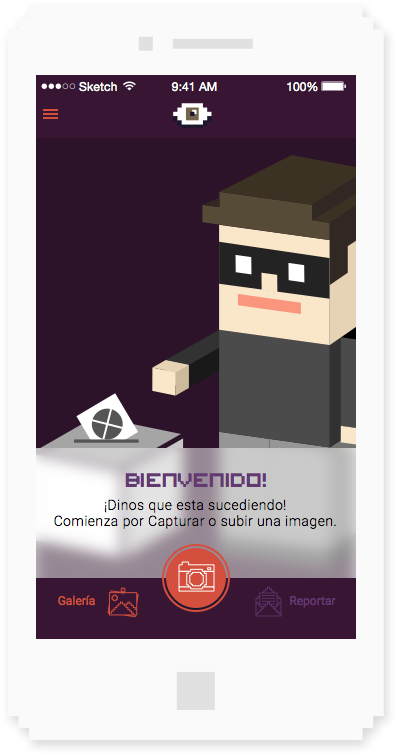 Sketch 9:41 AM 100%
BIENVENIDO!
¡Dinos que esta sucediendo!
Comienza por Capturar o subir una imagen.
Galería Reportar